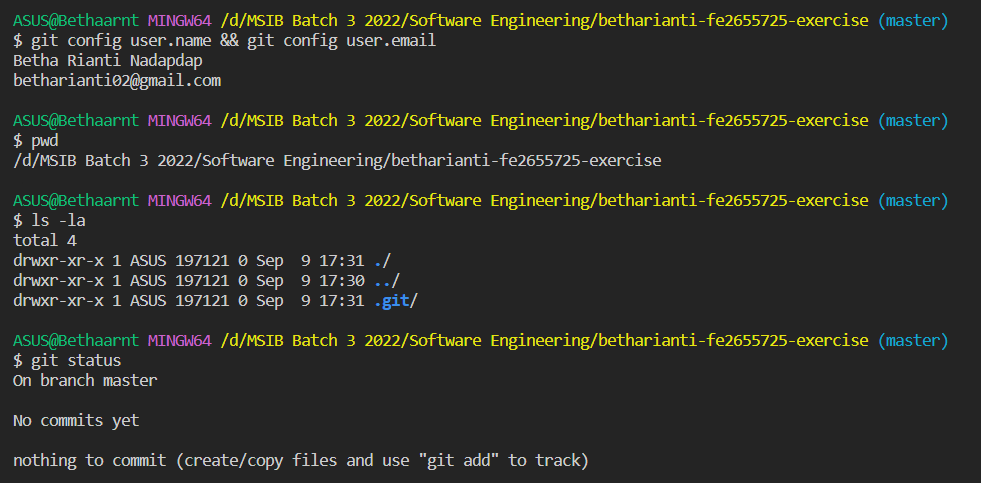 ASUS@Bethaarnt MINGW64 /d/MSIB Batch 3 2022/Software Engineering/betharianti-fe2655725-exercise (master)
$ git config user.name && git config user.email
Betha Rianti Nadapdap
betharianti02@gmail.com
ASUS@Bethaarnt MINGW64 /d/MSIB Batch 3 2022/Software Engineering/betharianti-fe2655725-exercise (master)
$ pwd
/d/MSIB Batch 3 2022/Software Engineering/betharianti-fe2655725-exercise
ASUS@Bethaarnt MINGW64 /d/MSIB Batch 3 2022/Software Engineering/betharianti-fe2655725-exercise (master)
$ ls -la
total 4
drwxr-xr-x 1 ASUS 197121 0 Sep  9 17:31 ./
drwxr-xr-x 1 ASUS 197121 0 Sep  9 17:30 ../
drwxr-xr-x 1 ASUS 197121 0 Sep  9 17:31 .git/
ASUS@Bethaarnt MINGW64 /d/MSIB Batch 3 2022/Software Engineering/betharianti-fe2655725-exercise (master)
$ git status
On branch master
No commits yet
nothing to commit (create/copy files and use "git add" to track)